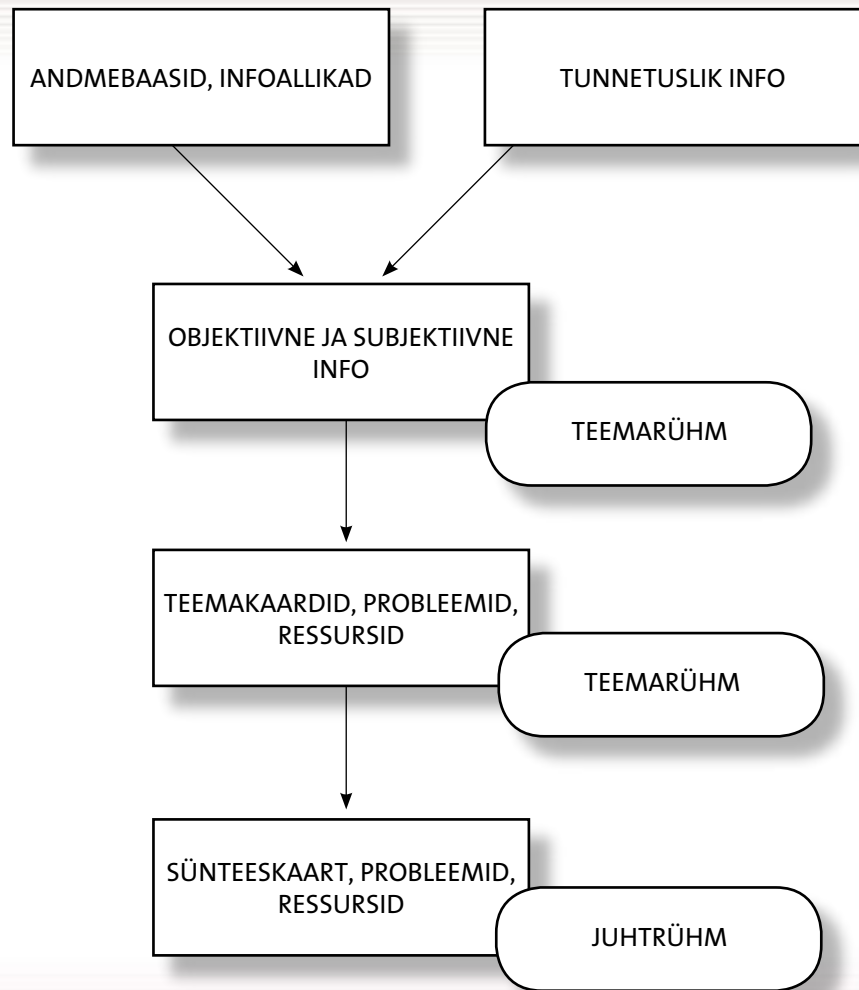 ANDMEBAASID, INFOALLIKAD
TUNNETUSLIK INFO
OBJEKTIIVNE JA SUBJEKTIIVNE
INFO
TEEMARÜHM
TEEMAKAARDID, PROBLEEMID,
RESSURSID
TEEMARÜHM
SÜNTEESKAART, PROBLEEMID,
RESSURSID
JUHTRÜHM